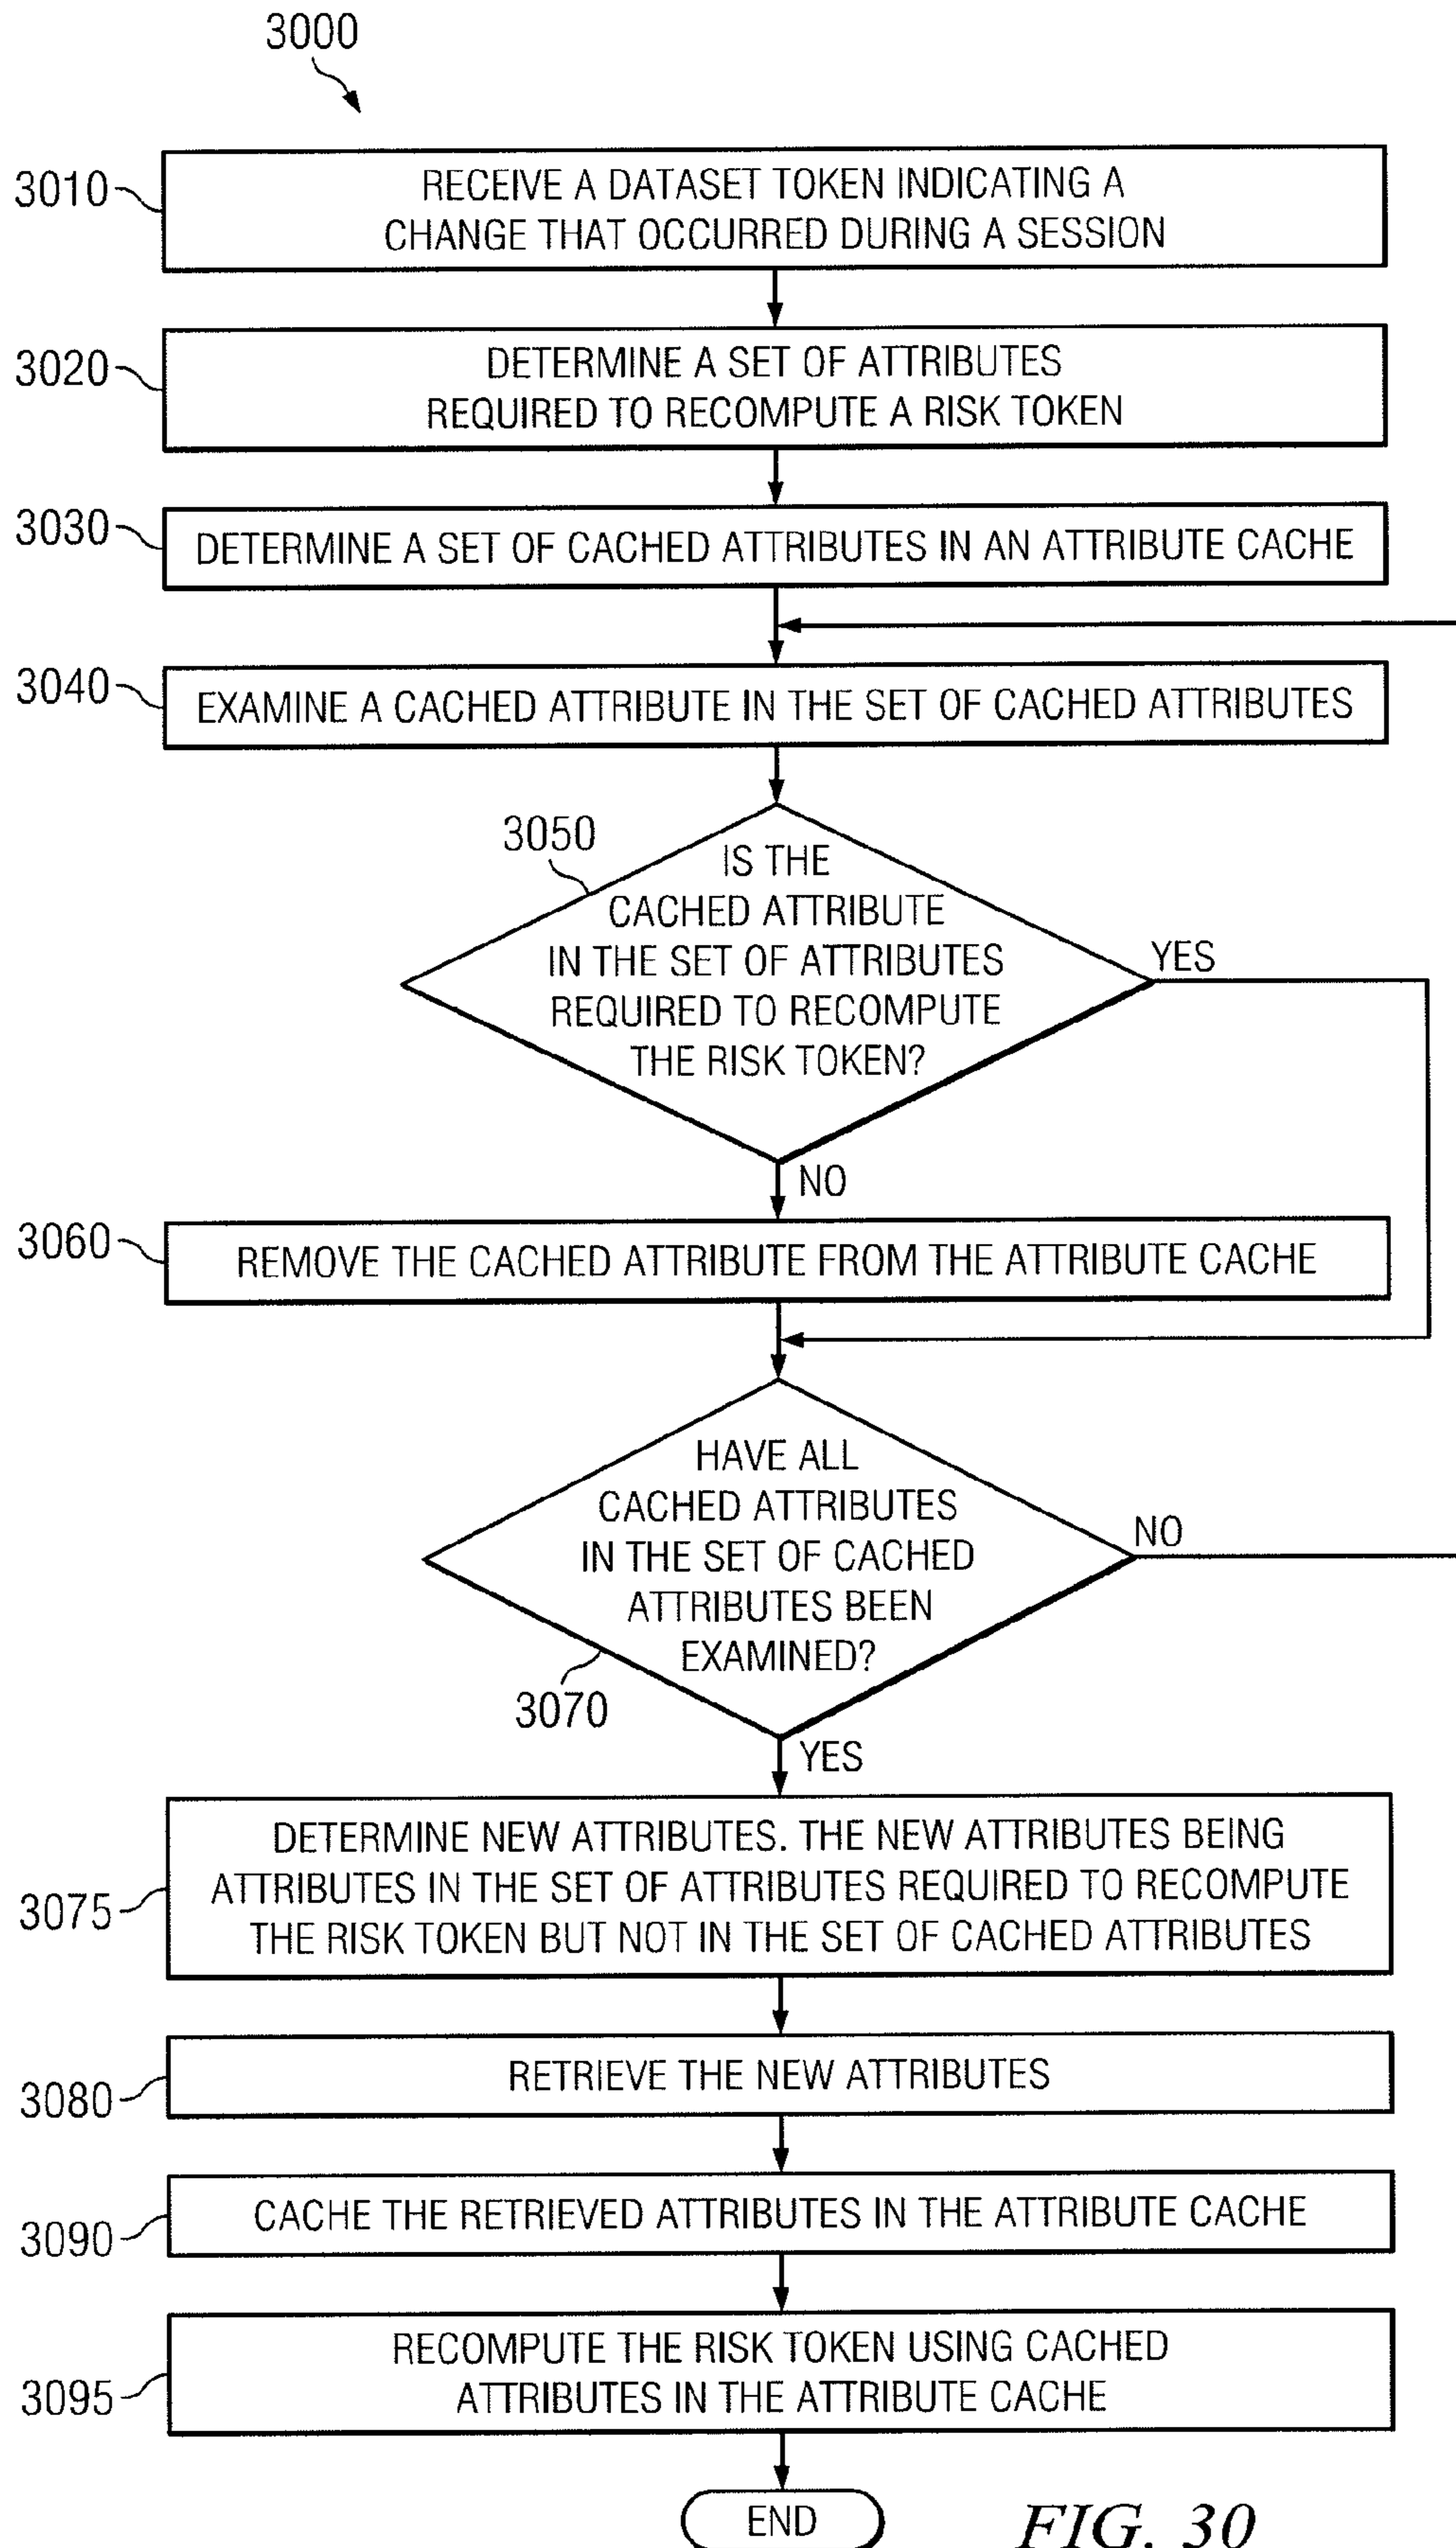 3000
3010
RECEIVE A DATASET TOKEN INDICATING A
CHANGE THAT OCCURRED DURING A SESSION
3020
DETERMINE A SET OF ATTRIBUTES
REQUIRED TO RECOMPUTE A RISK TOKEN
3030
DETERMINE A SET OF CACHED ATTRIBUTES IN AN ATTRIBUTE CACHE
3040
EXAMINE A CACHED ATTRIBUTE IN THE SET OF CACHED ATTRIBUTES
3050
IS THE
CACHED ATTRIBUTE
IN THE SET OF ATTRIBUTES
REQUIRED TO RECOMPUTE
THE RISK TOKEN?
YES
NO
3060
REMOVE THE CACHED ATTRIBUTE FROM THE ATTRIBUTE CACHE
HAVE ALL
CACHED ATTRIBUTES
IN THE SET OF CACHED
ATTRIBUTES BEEN
EXAMINED?
NO
3070
YES
3075
DETERMINE NEW ATTRIBUTES. THE NEW ATTRIBUTES BEING
ATTRIBUTES IN THE SET OF ATTRIBUTES REQUIRED TO RECOMPUTE
THE RISK TOKEN BUT NOT IN THE SET OF CACHED ATTRIBUTES
3080
RETRIEVE THE NEW ATTRIBUTES
3090
CACHE THE RETRIEVED ATTRIBUTES IN THE ATTRIBUTE CACHE
3095
RECOMPUTE THE RISK TOKEN USING CACHED
ATTRIBUTES IN THE ATTRIBUTE CACHE
END
FIG. 30